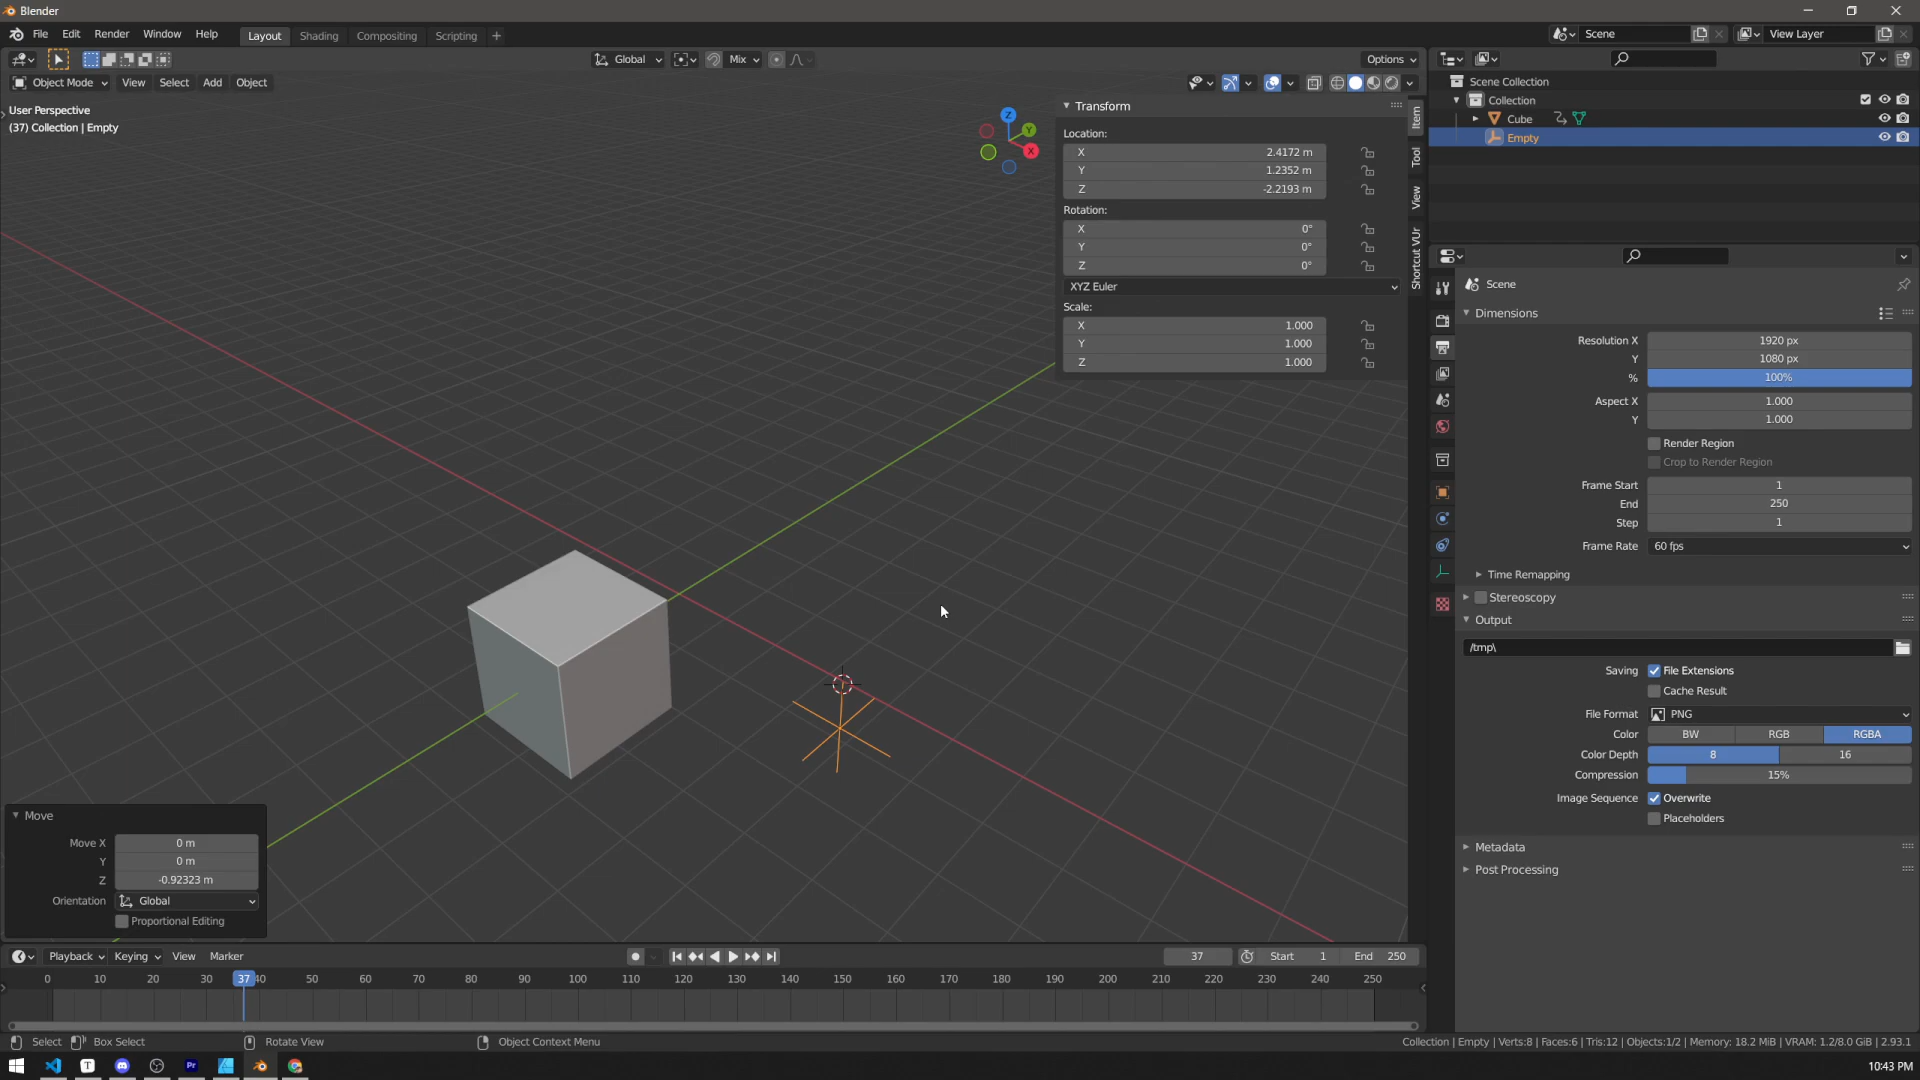 Blender
File Edit Render Window Help Layout Shading Compositing Scripting +
Scene View Layer
Global Mix Options
Object Mode View Select Add Object
User Perspective
(37) Collection | Empty
Z
Y
X
Transform
Location:
X 2.4172 m
Y 1.2352 m
Z -2.2193 m
Rotation:
X 0°
Y 0°
Z 0°
XYZ Euler
Scale:
X 1.000
Y 1.000
Z 1.000
Item
Tool
View
Shortcut VUr
Scene Collection
Collection
Cube
Empty
Scene
Dimensions
Resolution X 1920 px
Y 1080 px
% 100%
Aspect X 1.000
Y 1.000
Render Region
Crop to Render Region
Frame Start 1
End 250
Step 1
Frame Rate 60 fps
Time Remapping
Stereoscopy
Output
/tmp\
Saving File Extensions
Cache Result
File Format PNG
Color BW RGB RGBA
Color Depth 8 16
Compression 15%
Image Sequence Overwrite
Placeholders
Metadata
Post Processing
Move
Move X 0 m
Y 0 m
Z -0.92323 m
Orientation Global
Proportional Editing
Playback Keying View Marker 37 Start 1 End 250
0 10 20 30 37 40 50 60 70 80 90 100 110 120 130 140 150 160 170 180 190 200 210 220 230 240 250
Select Box Select Rotate View Object Context Menu
Collection | Empty | Verts:8 | Faces:6 | Tris:12 | Objects:1/2 | Memory: 18.2 MiB | VRAM: 1.2/8.0 GiB | 2.93.1
T Pr 10:43 PM